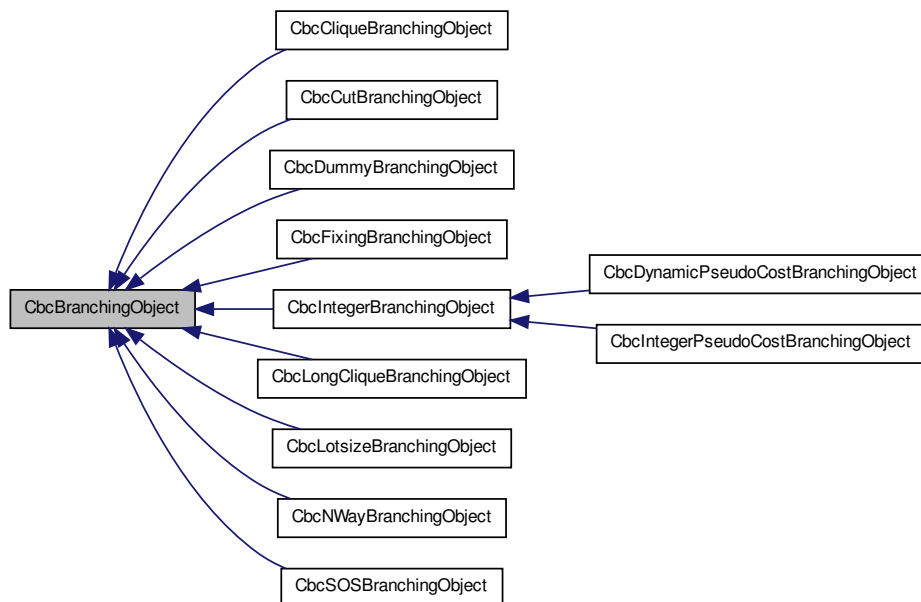 CbcCliqueBranchingObject
CbcCutBranchingObject
CbcDummyBranchingObject
CbcFixingBranchingObject
CbcDynamicPseudoCostBranchingObject
CbcBranchingObject
CbcIntegerBranchingObject
CbcIntegerPseudoCostBranchingObject
CbcLongCliqueBranchingObject
CbcLotsizeBranchingObject
CbcNWayBranchingObject
CbcSOSBranchingObject